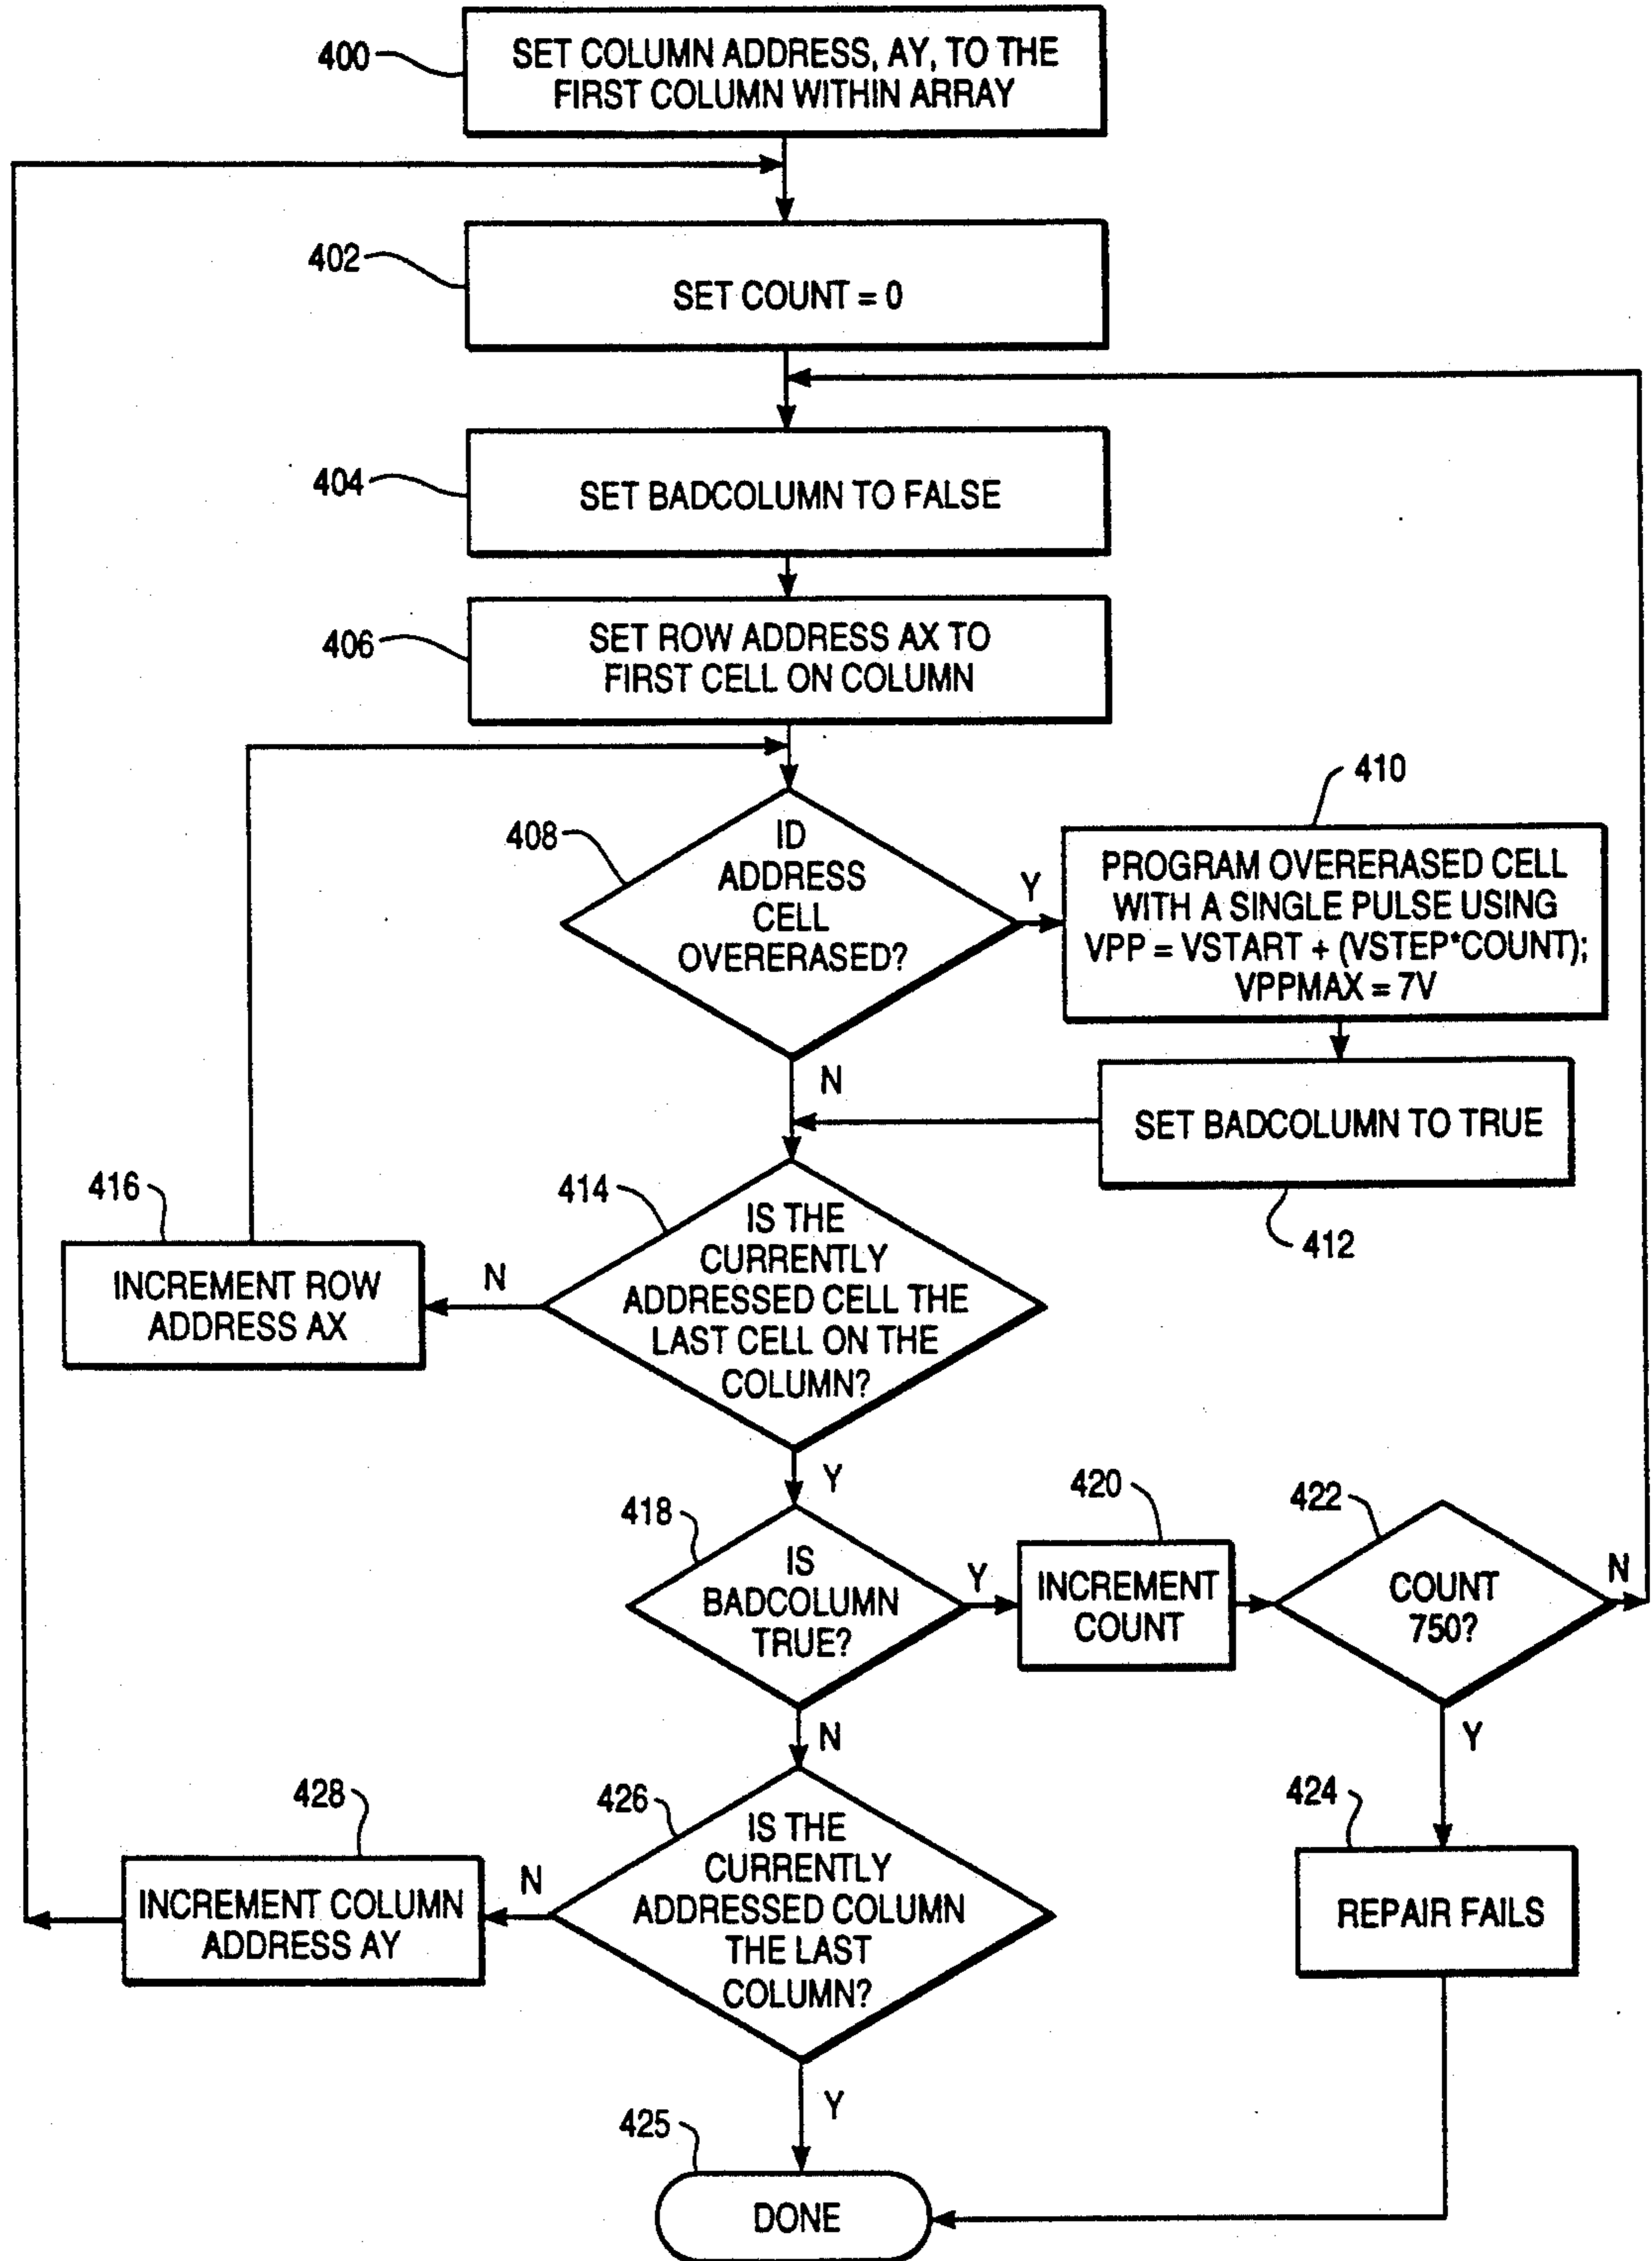 400
SET COLUMN ADDRESS, AY, TO THE
FIRST COLUMN WITHIN ARRAY
402
SET COUNT = 0
404
SET BADCOLUMN TO FALSE
406
SET ROW ADDRESS AX TO
FIRST CELL ON COLUMN
408
ID
ADDRESS
CELL
OVERERASED?
Y
N
410
PROGRAM OVERERASED CELL
WITH A SINGLE PULSE USING
VPP = VSTART + (VSTEP*COUNT);
VPPMAX = 7V
SET BADCOLUMN TO TRUE
412
414
IS THE
CURRENTLY
ADDRESSED CELL THE
LAST CELL ON THE
COLUMN?
N
Y
416
INCREMENT ROW
ADDRESS AX
418
IS
BADCOLUMN
TRUE?
Y
N
420
INCREMENT
COUNT
422
COUNT
750?
N
Y
424
REPAIR FAILS
426
IS THE
CURRENTLY
ADDRESSED COLUMN
THE LAST
COLUMN?
N
Y
428
INCREMENT COLUMN
ADDRESS AY
425
DONE